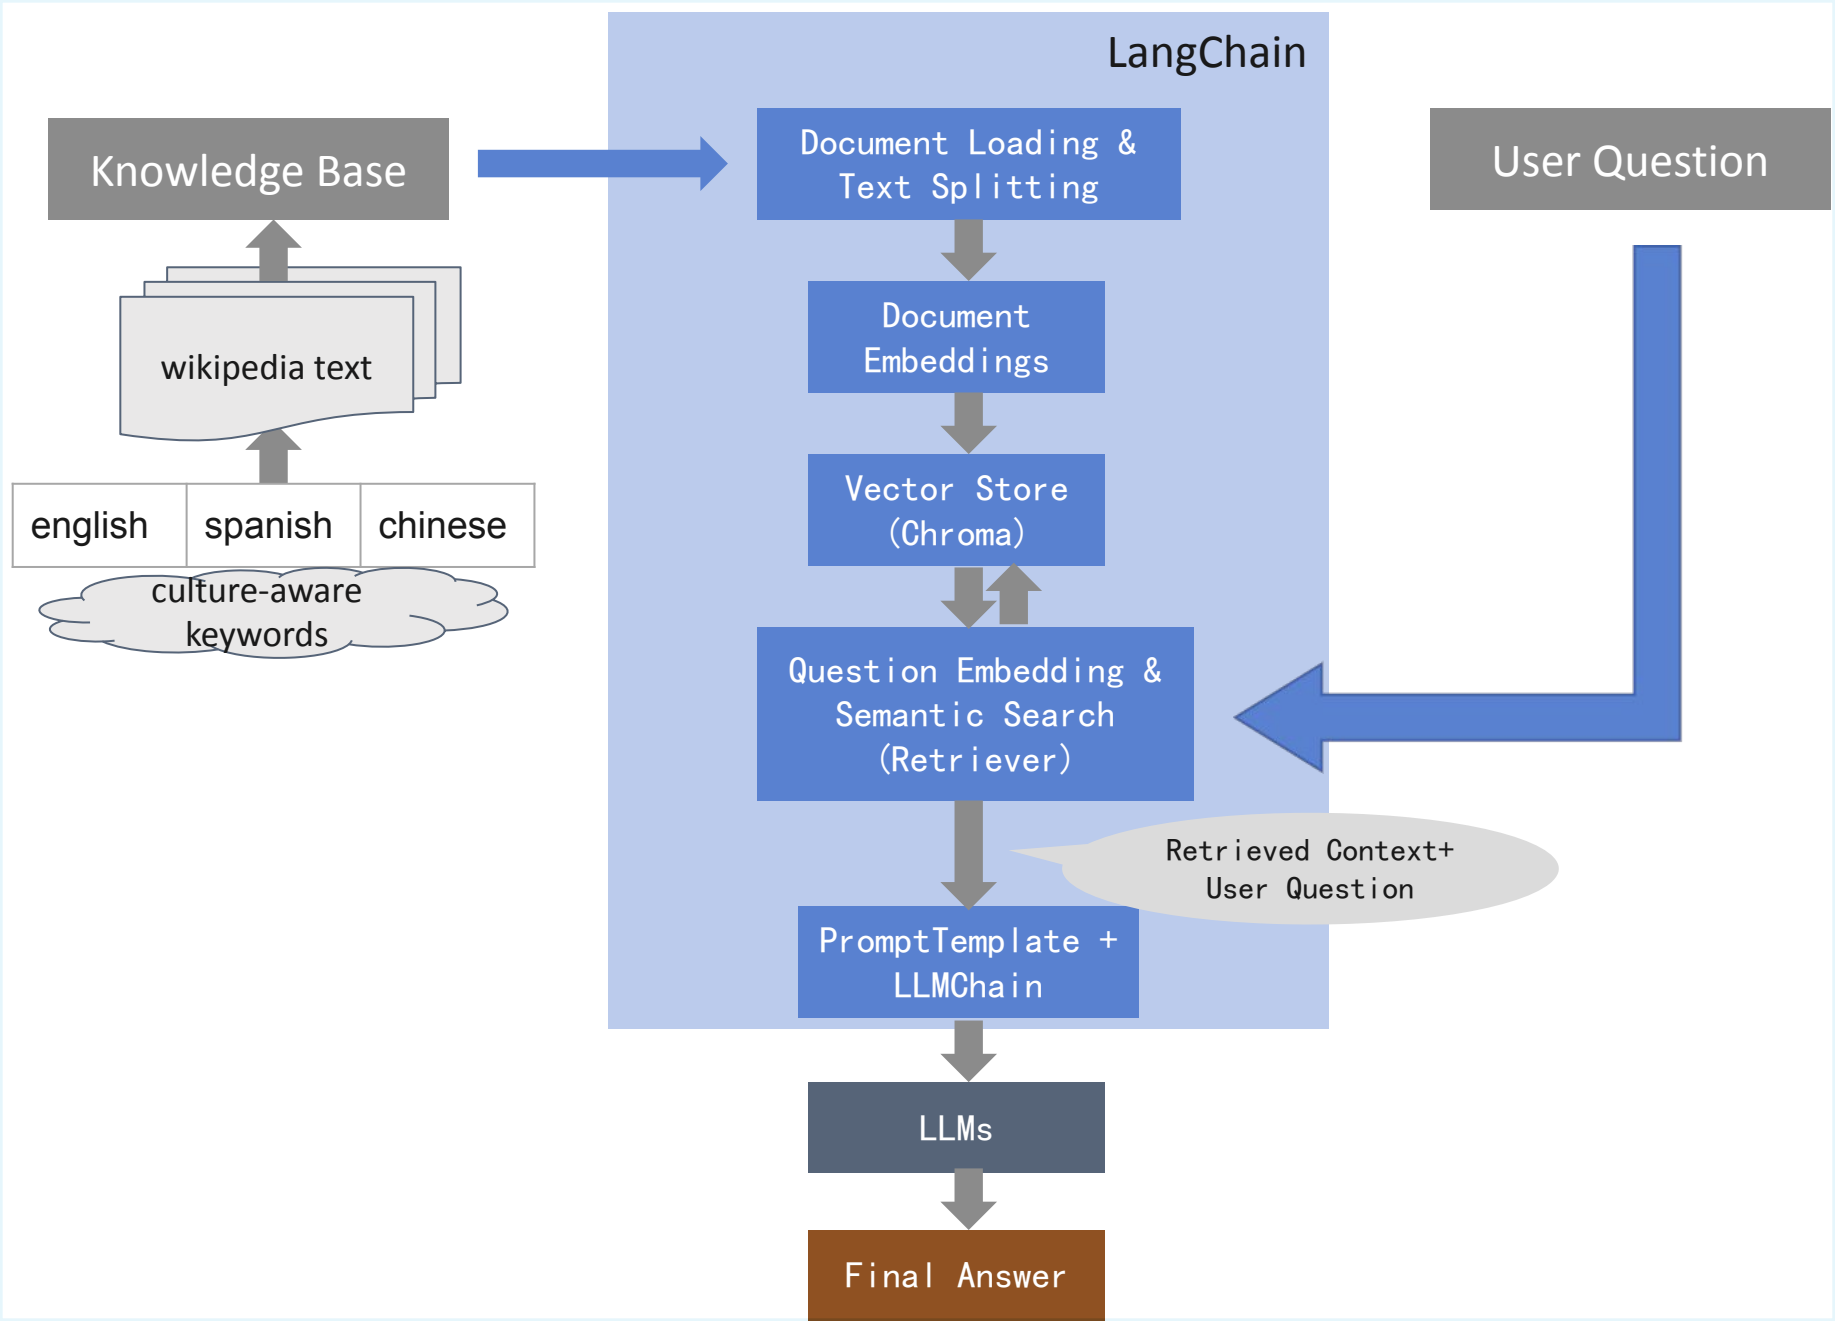 LangChain
Knowledge Base
wikipedia text
english spanish chinese
culture-aware
keywords
Document Loading &
Text Splitting
Document
Embeddings
Vector Store
(Chroma)
Question Embedding &
Semantic Search
(Retriever)
User Question
Retrieved Context+
User Question
PromptTemplate +
LLMChain
LLMs
Final Answer